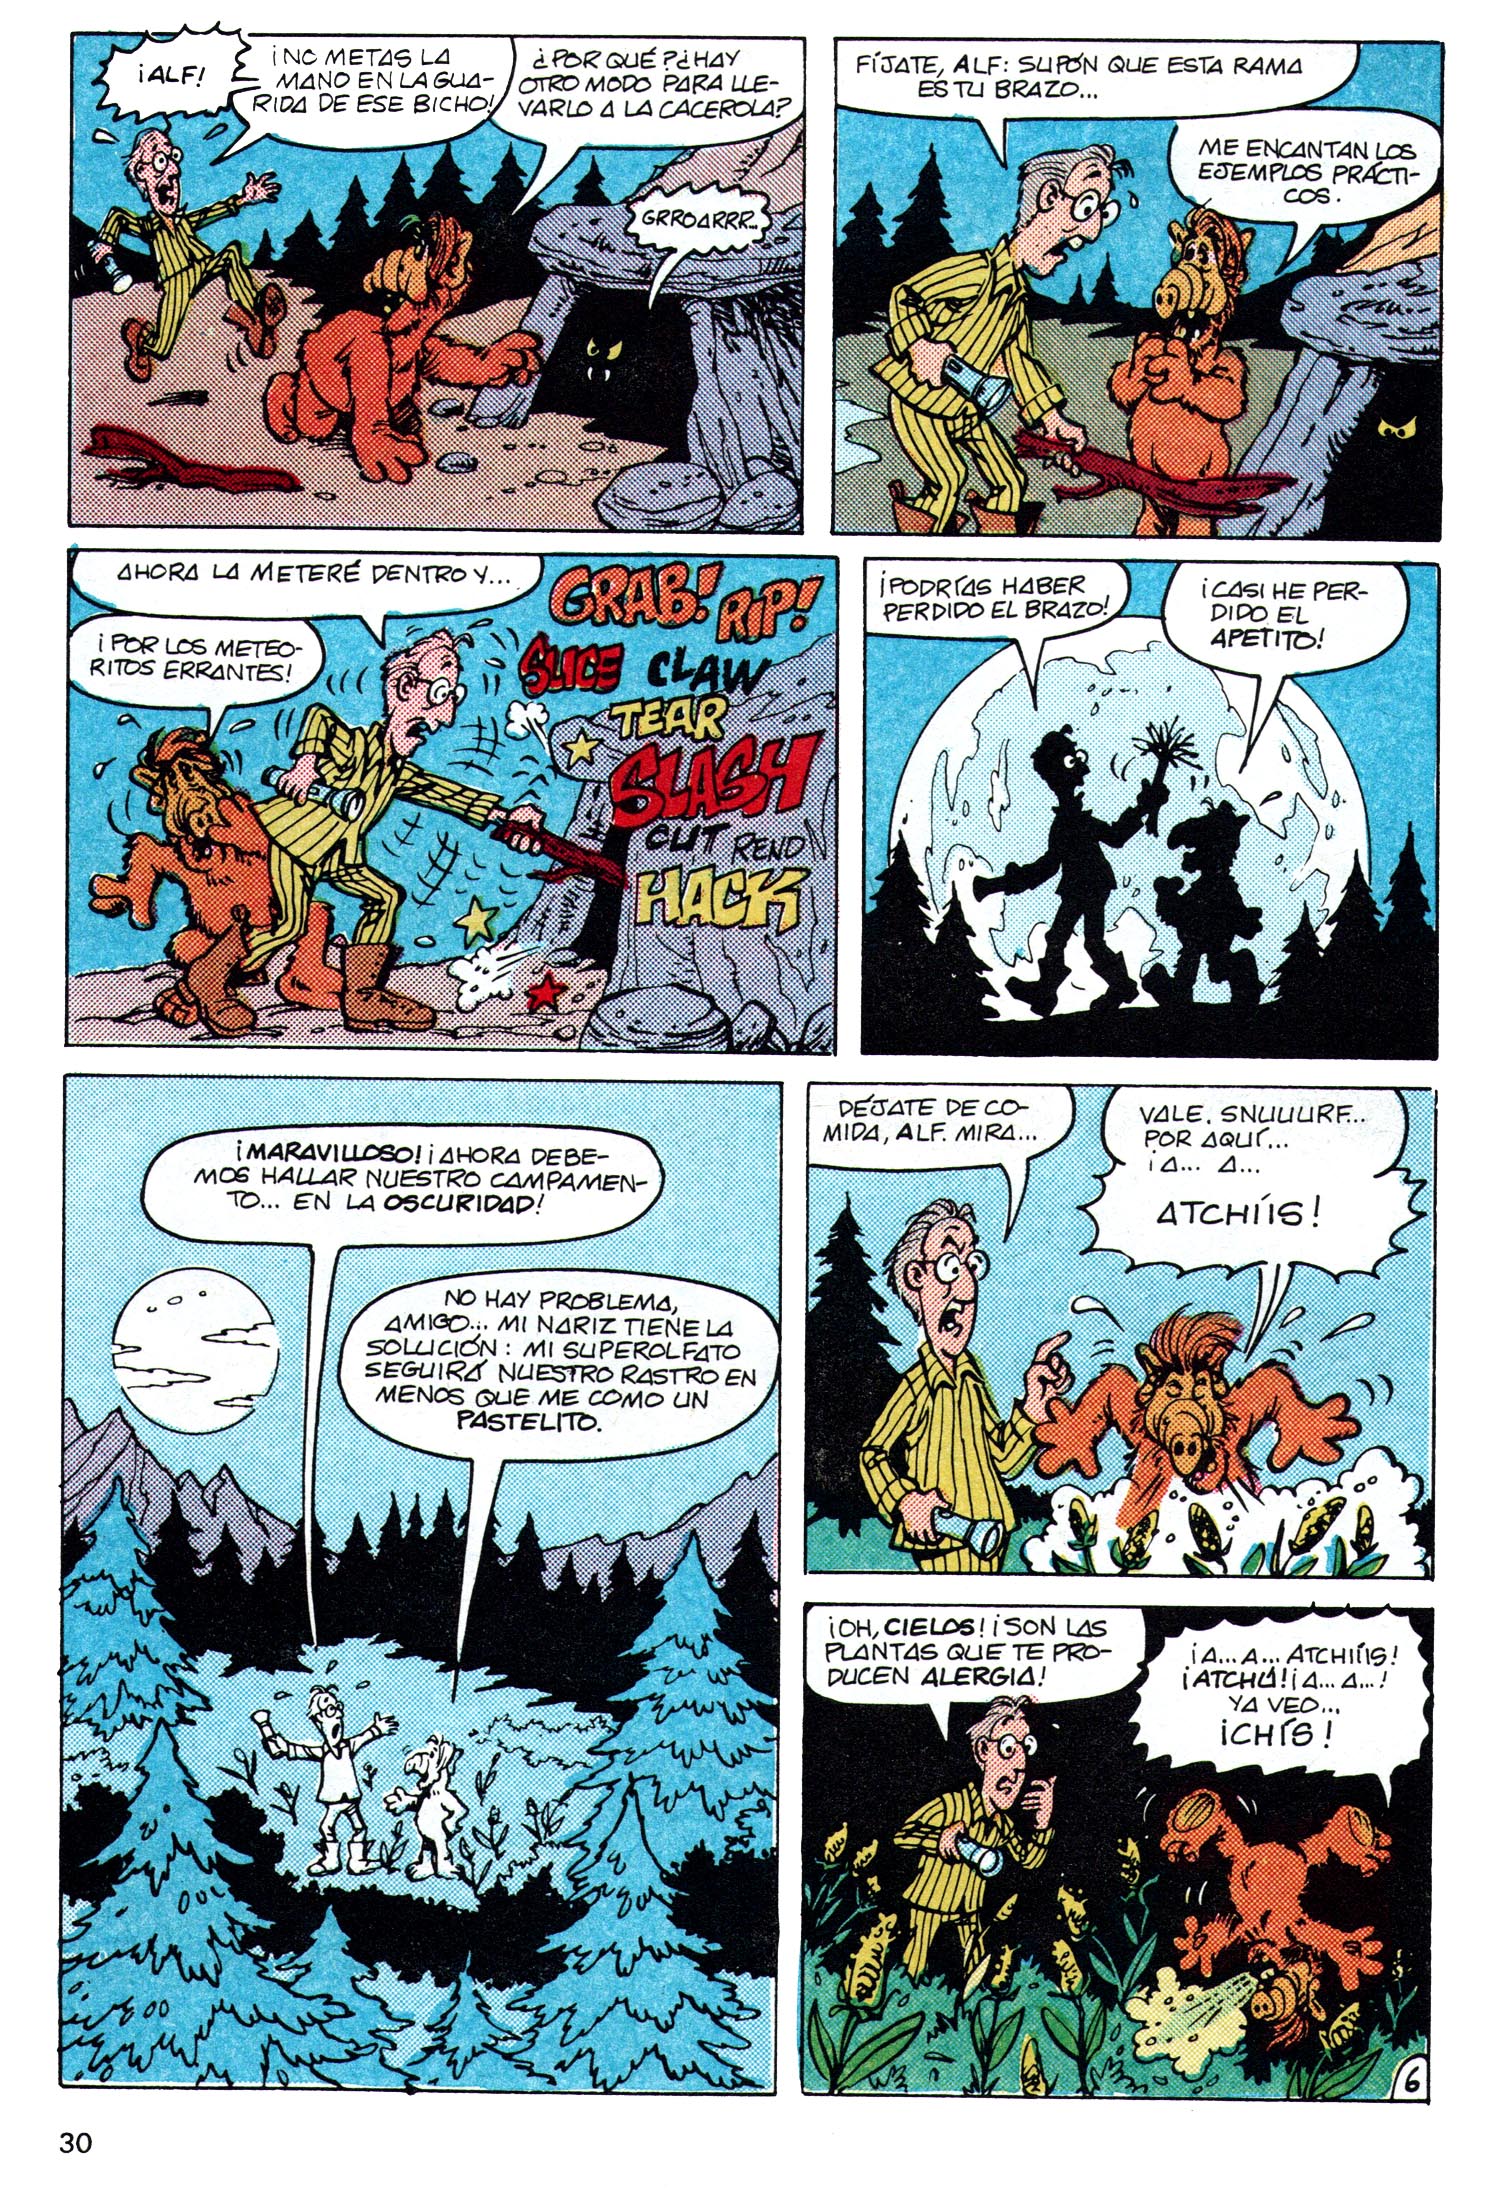 ¡ALF!
¡NO METAS LA
MANO EN LA GUA-
RIDA DE ESE BICHO!
¿POR QUÉ? ¿HAY
OTRO MODO PARA LLE-
VARLO A LA CACEROLA?
GRROARRR...
FÍJATE, ALF: SUPÓN QUE ESTA RAMA
ES TU BRAZO...
ME ENCANTAN LOS
EJEMPLOS PRÁCTI-
COS.
AHORA LA METERÉ DENTRO Y...
¡POR LOS METEO-
RITOS ERRANTES!
GRAB! RIP!
SLICE CLAW
TEAR
SLASH
CUT REND
HACK
¡PODRÍAS HABER
PERDIDO EL BRAZO!
¡CASI HE PER-
DIDO EL
APETITO!
¡MARAVILLOSO! ¡AHORA DEBE-
MOS HALLAR NUESTRO CAMPAMEN-
TO... EN LA OSCURIDAD!
NO HAY PROBLEMA,
AMIGO... MI NARIZ TIENE LA
SOLUCIÓN: MI SUPEROLFATO
SEGUIRÁ NUESTRO RASTRO EN
MENOS QUE ME COMO UN
PASTELITO.
DÉJATE DE CO-
MIDA, ALF. MIRA...
VALE. SNUUURF...
POR AQUÍ...
¡A... A...
ATCHÍÍS!
¡OH, CIELOS! ¡SON LAS
PLANTAS QUE TE PRO-
DUCEN ALERGIA!
¡A... A... ATCHÍÍS!
¡ATCHÚ! ¡A... A...!
YA VEO...
¡CHÍS!
6
30